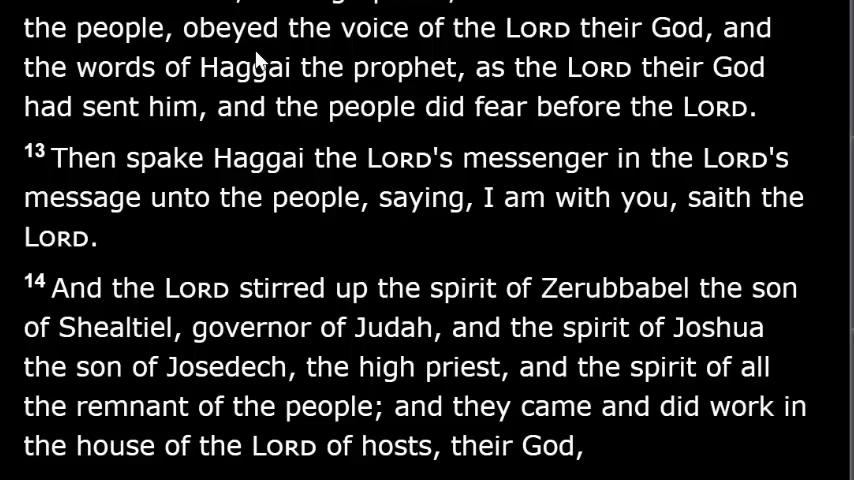 the people, obeyed the voice of the LORD their God, and
the words of Haggai the prophet, as the LORD their God
had sent him, and the people did fear before the LORD.
13 Then spake Haggai the LORD's messenger in the LORD's
message unto the people, saying, I am with you, saith the
LORD.
14 And the LORD stirred up the spirit of Zerubbabel the son
of Shealtiel, governor of Judah, and the spirit of Joshua
the son of Josedech, the high priest, and the spirit of all
the remnant of the people; and they came and did work in
the house of the LORD of hosts, their God,